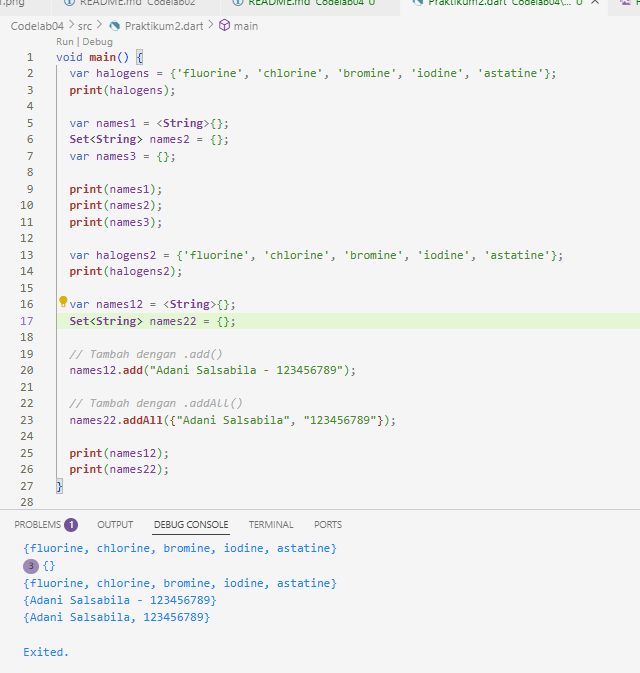 .png README.md Codelab02 README.md Codelab04 U Praktikum2.dart Codelab04\... U
Codelab04 > src > Praktikum2.dart > main
Run | Debug
1 void main() {
2 var halogens = {'fluorine', 'chlorine', 'bromine', 'iodine', 'astatine'};
3 print(halogens);
4
5 var names1 = <String>{};
6 Set<String> names2 = {};
7 var names3 = {};
8
9 print(names1);
10 print(names2);
11 print(names3);
12
13 var halogens2 = {'fluorine', 'chlorine', 'bromine', 'iodine', 'astatine'};
14 print(halogens2);
15
16 var names12 = <String>{};
17 Set<String> names22 = {};
18
19 // Tambah dengan .add()
20 names12.add("Adani Salsabila - 123456789");
21
22 // Tambah dengan .addAll()
23 names22.addAll({"Adani Salsabila", "123456789"});
24
25 print(names12);
26 print(names22);
27 }
28
PROBLEMS 1 OUTPUT DEBUG CONSOLE TERMINAL PORTS
{fluorine, chlorine, bromine, iodine, astatine}
3 {}
{fluorine, chlorine, bromine, iodine, astatine}
{Adani Salsabila - 123456789}
{Adani Salsabila, 123456789}
Exited.